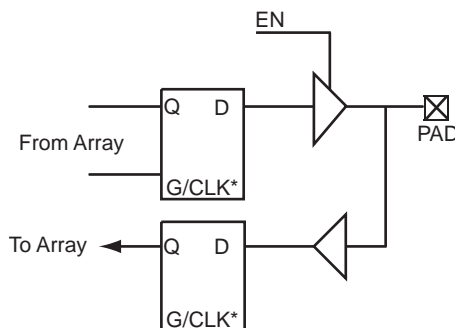 EN
Q D
From Array
PAD
G/CLK*
To Array
Q D
G/CLK*